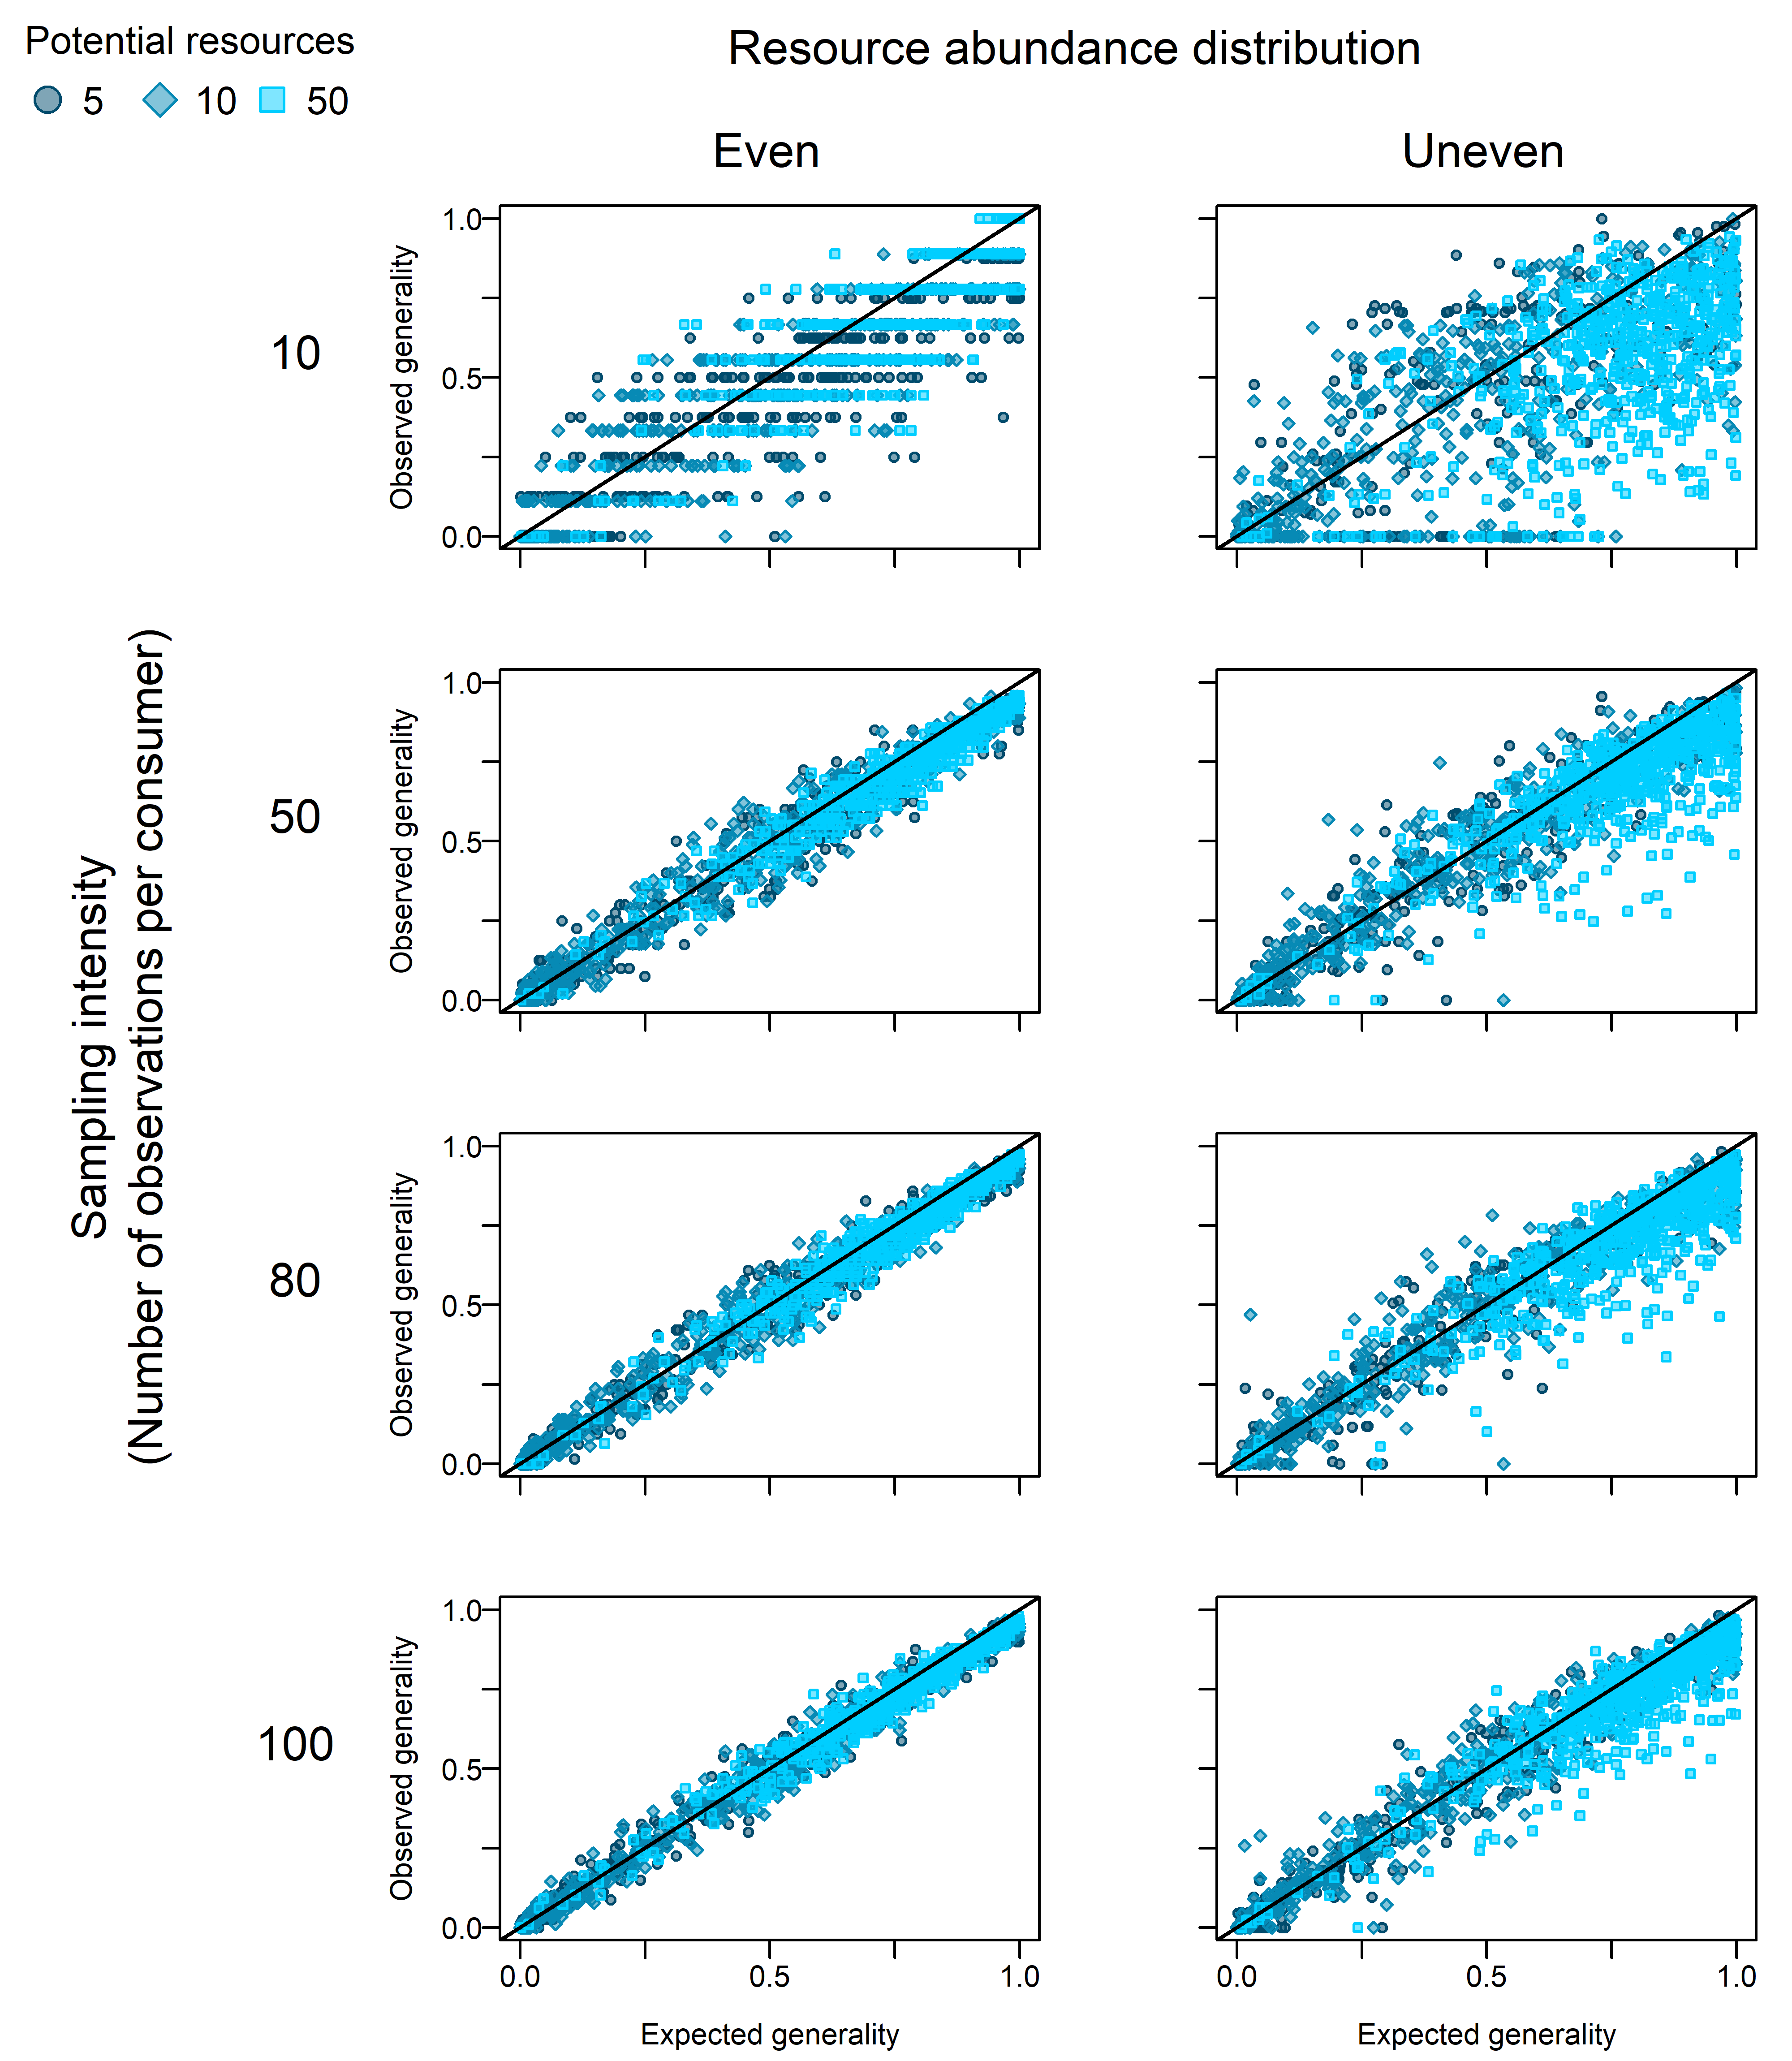 Potential resources
5 10 50
Resource abundance distribution
Even Uneven
10
Observed generality
1.0
0.5
0.0
Observed generality
Sampling intensity
(Number of observations per consumer)
50
Observed generality
1.0
0.5
0.0
80
Observed generality
1.0
0.5
0.0
100
Observed generality
1.0
0.5
0.0
0.0 0.5 1.0 0.0 0.5 1.0
Expected generality Expected generality